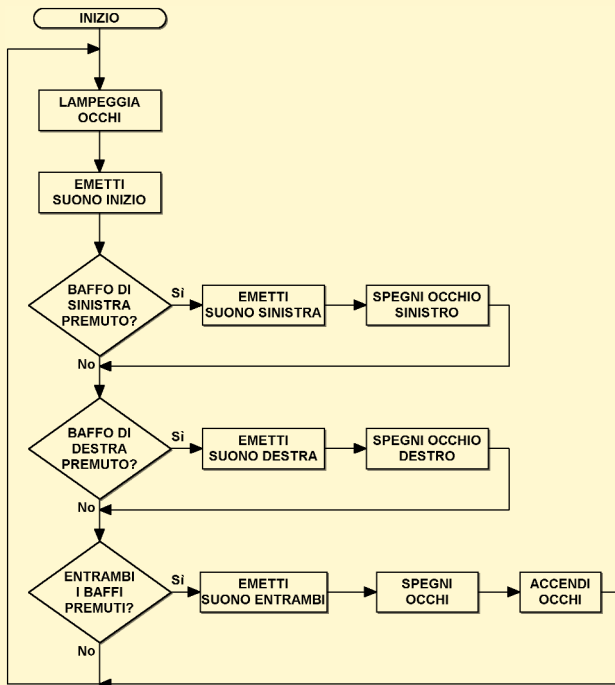 INIZIO
LAMPEGGIA
OCCHI
EMETTI
SUONO INIZIO
BAFFO DI
SINISTRA
PREMUTO?
Sì
EMETTI
SUONO SINISTRA
SPEGNI OCCHIO
SINISTRO
No
BAFFO DI
DESTRA
PREMUTO?
Sì
EMETTI
SUONO DESTRA
SPEGNI OCCHIO
DESTRO
No
ENTRAMBI
I BAFFI
PREMUTI?
Sì
EMETTI
SUONO ENTRAMBI
SPEGNI
OCCHI
ACCENDI
OCCHI
No